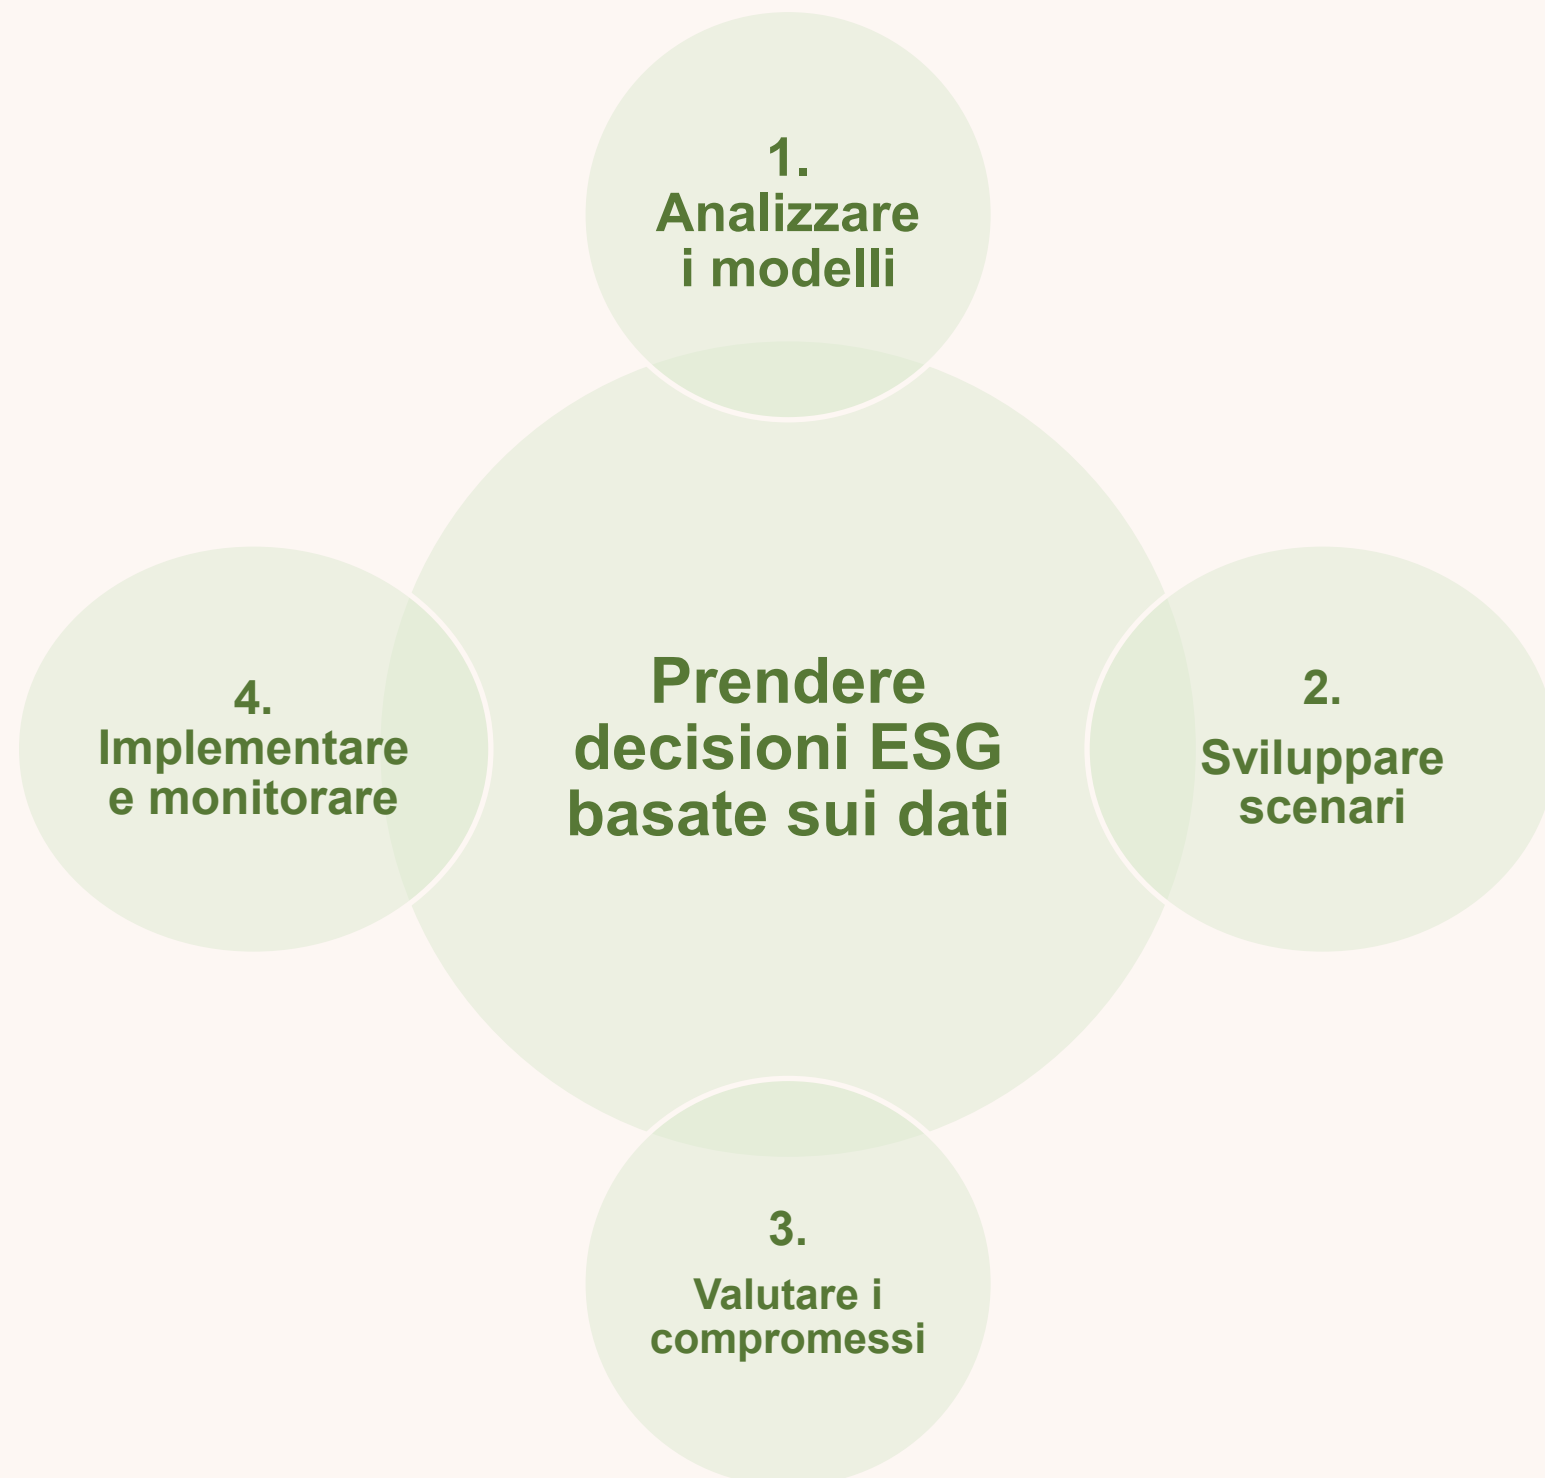 1.
Analizzare
i modelli
Prendere
decisioni ESG
basate sui dati
2.
Sviluppare
scenari
3.
Valutare i
compromessi
4.
Implementare
e monitorare